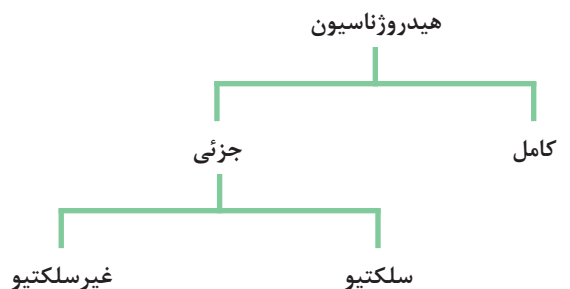 هیدروژناسیون
کامل
جزئی
سلکتیو
غیرسلکتیو